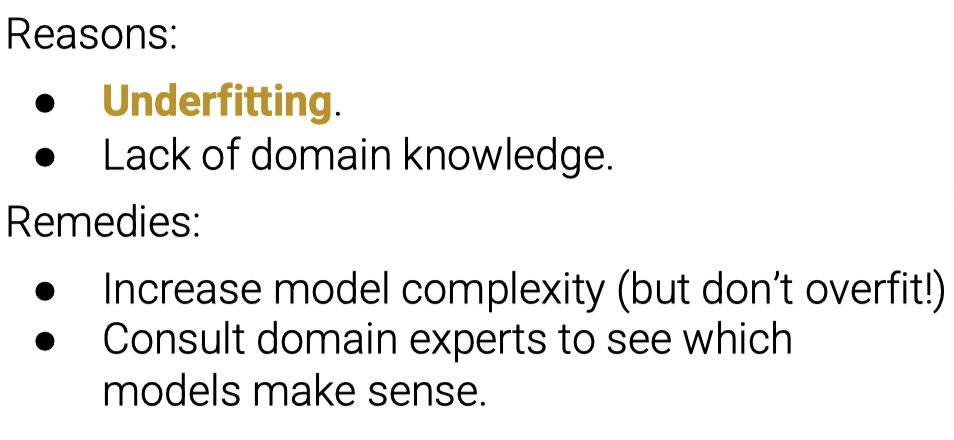 Reasons:
● Underfitting.
● Lack of domain knowledge.
Remedies:
● Increase model complexity (but don’t overfit!)
● Consult domain experts to see which
models make sense.